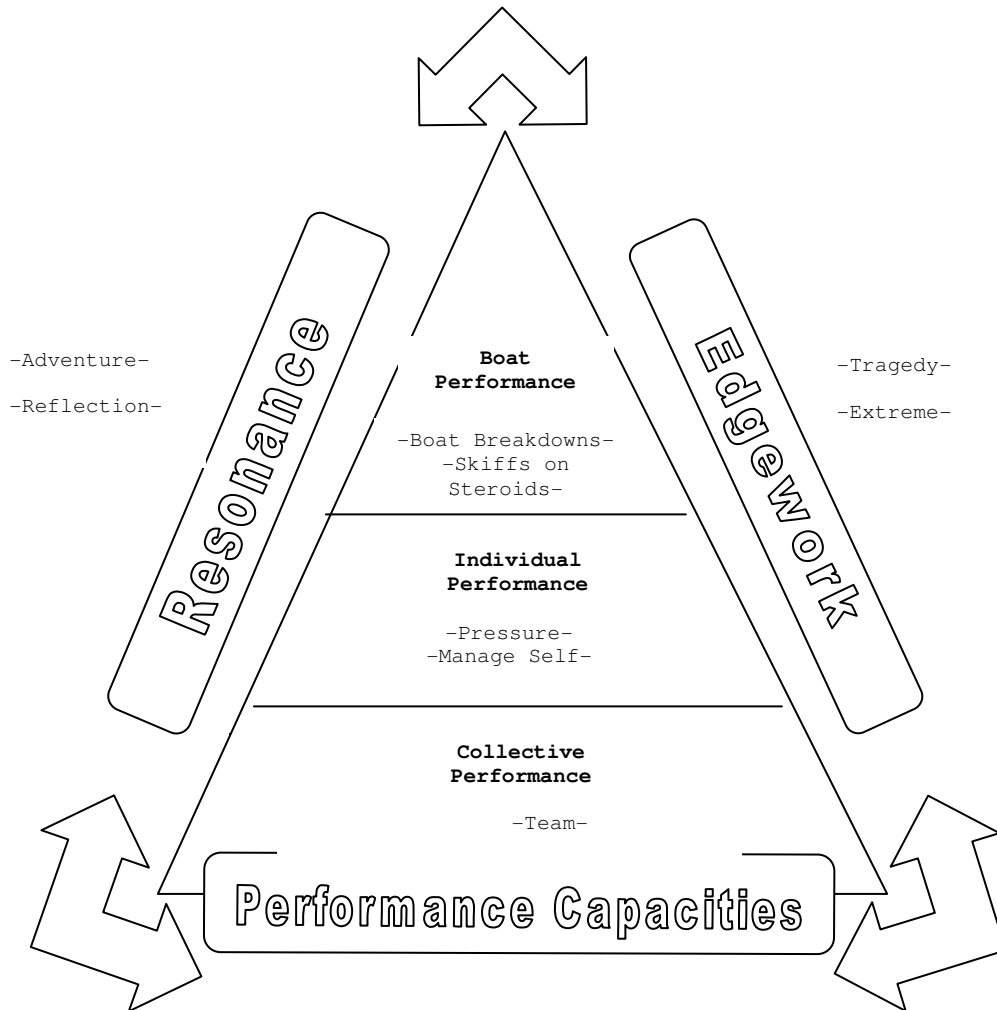 Resonance
Edgework
-Adventure-
-Reflection-
-Tragedy-
-Extreme-
Boat
Performance
-Boat Breakdowns-
-Skiffs on
Steroids-
Individual
Performance
-Pressure-
-Manage Self-
Collective
Performance
-Team-
Performance Capacities